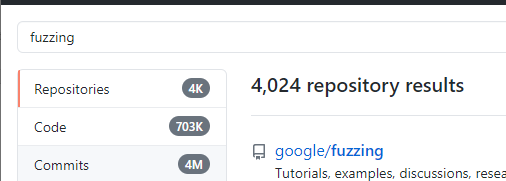 fuzzing
Repositories 4K
Code 703K
Commits 4M
4,024 repository results
google/fuzzing
Tutorials, examples, discussions,